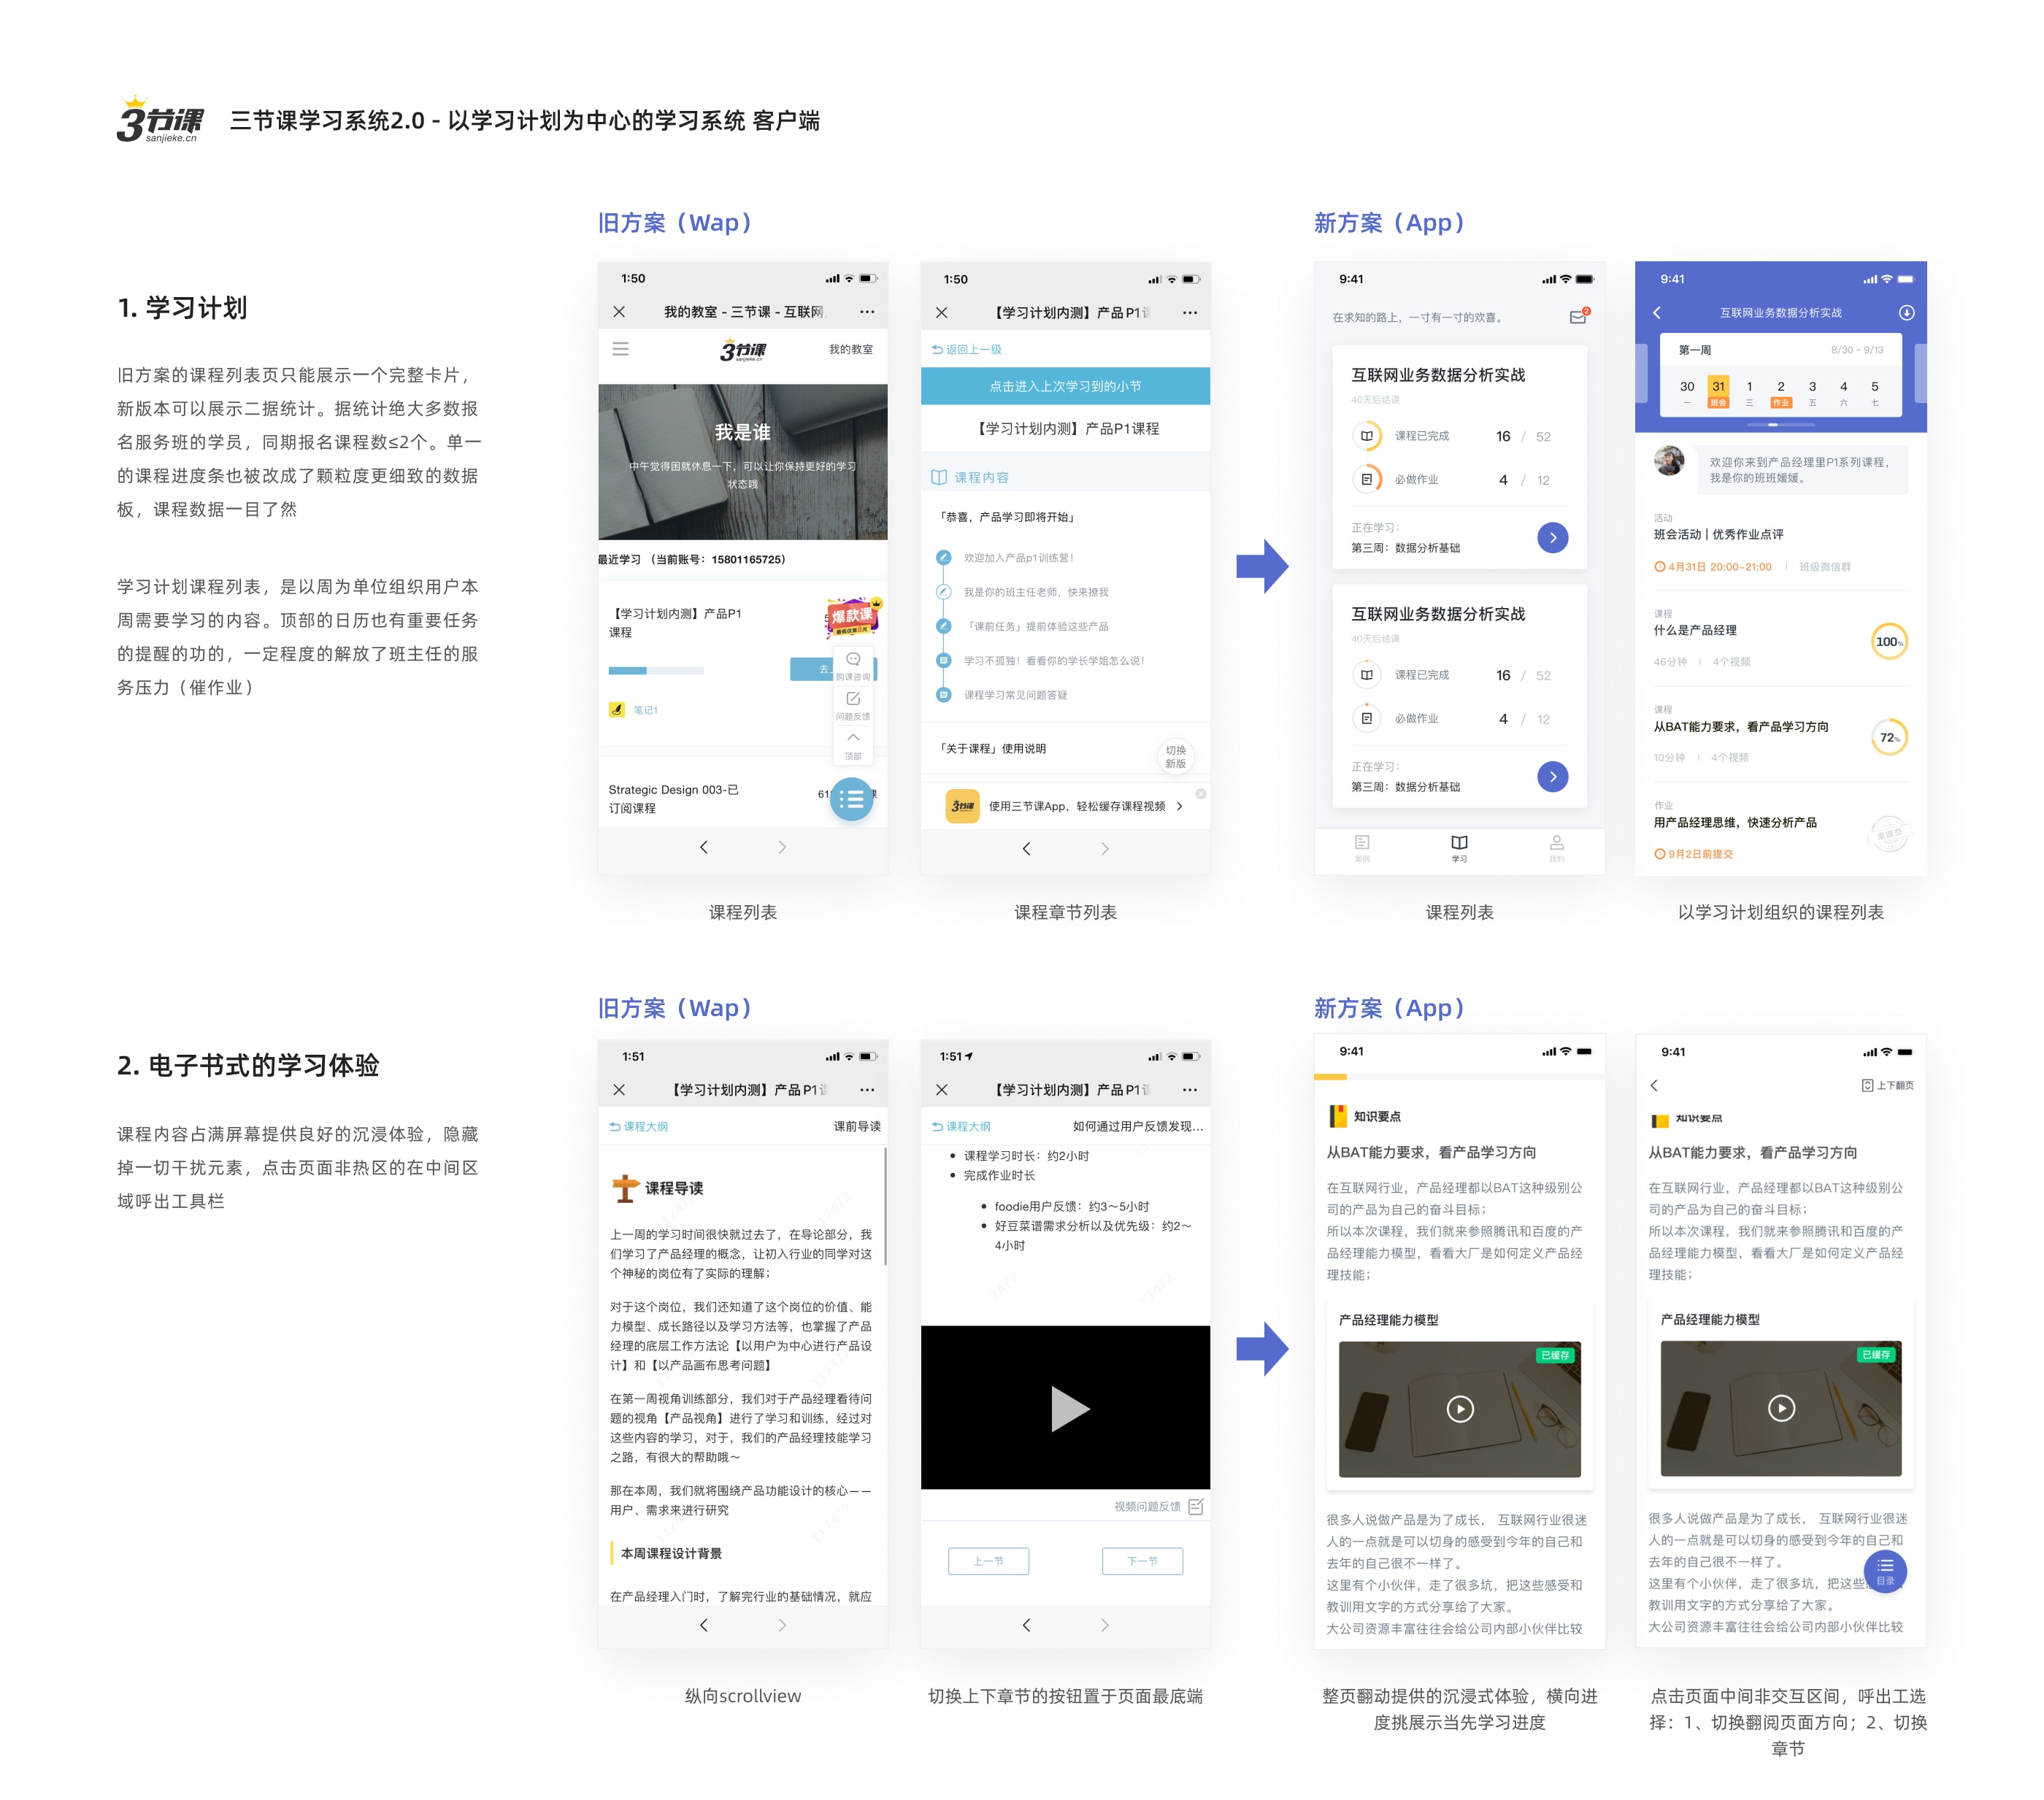 3节课
sanjieke.cn
三节课学习系统2.0 - 以学习计划为中心的学习系统 客户端
1. 学习计划
旧方案的课程列表页只能展示一个完整卡片，
新版本可以展示二据统计。据统计绝大多数报
名服务班的学员，同期报名课程数≤2个。单一
的课程进度条也被改成了颗粒度更细致的数据
板，课程数据一目了然
学习计划课程列表，是以周为单位组织用户本
周需要学习的内容。顶部的日历也有重要任务
的提醒的功的，一定程度的解放了班主任的服
务压力（催作业）
旧方案（Wap）
1:50
我的教室 - 三节课 - 互联网
3节课
sanjieke.cn
我的教室
我是谁
中午觉得困就休息一下，可以让你保持更好的学习
状态哦
最近学习 （当前账号：15801165725）
【学习计划内测】产品P1
课程
爆款课
去
购课咨询
笔记1
问题反馈
顶部
Strategic Design 003-已
订阅课程
61
课程列表
1:50
【学习计划内测】产品 P1
返回上一级
点击进入上次学习到的小节
【学习计划内测】产品P1课程
课程内容
「恭喜，产品学习即将开始」
欢迎加入产品p1训练营！
我是你的班主任老师，快来撩我
「课前任务」提前体验这些产品
学习不孤独！看看你的学长学姐怎么说！
课程学习常见问题答疑
「关于课程」使用说明
切换
新版
3节课
使用三节课App，轻松缓存课程视频
课程章节列表
新方案（App）
9:41
在求知的路上，一寸有一寸的欢喜。
2
互联网业务数据分析实战
40天后结课
课程已完成 16 / 52
必做作业 4 / 12
正在学习：
第三周：数据分析基础
互联网业务数据分析实战
40天后结课
课程已完成 16 / 52
必做作业 4 / 12
正在学习：
第三周：数据分析基础
案例
学习
我的
课程列表
9:41
互联网业务数据分析实战
第一周 8/30 ~ 9/13
30 31 1 2 3 4 5
一 班会 三 作业 五 六 七
欢迎你来到产品经理里P1系列课程，
我是你的班班媛媛。
活动
班会活动 | 优秀作业点评
4月31日 20:00~21:00 班级微信群
课程
什么是产品经理
46分钟 4个视频
100%
课程
从BAT能力要求，看产品学习方向
10分钟 4个视频
72%
作业
用产品经理思维，快速分析产品
9月2日前提交
未提交
以学习计划组织的课程列表
2. 电子书式的学习体验
课程内容占满屏幕提供良好的沉浸体验，隐藏
掉一切干扰元素，点击页面非热区的在中间区
域呼出工具栏
旧方案（Wap）
1:51
【学习计划内测】产品 P1
课程大纲
课前导读
课程导读
上一周的学习时间很快就过去了，在导论部分，我
们学习了产品经理的概念，让初入行业的同学对这
个神秘的岗位有了实际的理解；
对于这个岗位，我们还知道了这个岗位的价值、能
力模型、成长路径以及学习方法等，也掌握了产品
经理的底层工作方法论【以用户为中心进行产品设
计】和【以产品画布思考问题】
在第一周视角训练部分，我们对于产品经理看待问
题的视角【产品视角】进行了学习和训练，经过对
这些内容的学习，对于，我们的产品经理技能学习
之路，有很大的帮助哦～
那在本周，我们就将围绕产品功能设计的核心——
用户、需求来进行研究
本周课程设计背景
在产品经理入门时，了解完行业的基础情况，就应
纵向scrollview
1:51
【学习计划内测】产品 P1
课程大纲
如何通过用户反馈发现...
课程学习时长：约2小时
完成作业时长
foodie用户反馈：约3～5小时
好豆菜谱需求分析以及优先级：约2～
4小时
视频问题反馈
上一节
下一节
切换上下章节的按钮置于页面最底端
新方案（App）
9:41
知识要点
从BAT能力要求，看产品学习方向
在互联网行业，产品经理都以BAT这种级别公
司的产品为自己的奋斗目标；
所以本次课程，我们就来参照腾讯和百度的产
品经理能力模型，看看大厂是如何定义产品经
理技能；
产品经理能力模型
已缓存
很多人说做产品是为了成长， 互联网行业很迷
人的一点就是可以切身的感受到今年的自己和
去年的自己很不一样了。
这里有个小伙伴，走了很多坑，把这些感受和
教训用文字的方式分享给了大家。
大公司资源丰富往往会给公司内部小伙伴比较
整页翻动提供的沉浸式体验，横向进
度挑展示当先学习进度
9:41
上下翻页
知识要点
从BAT能力要求，看产品学习方向
在互联网行业，产品经理都以BAT这种级别公
司的产品为自己的奋斗目标；
所以本次课程，我们就来参照腾讯和百度的产
品经理能力模型，看看大厂是如何定义产品经
理技能；
产品经理能力模型
已缓存
很多人说做产品是为了成长， 互联网行业很迷
人的一点就是可以切身的感受到今年的自己和
去年的自己很不一样了。
这里有个小伙伴，走了很多坑，把这些
目录
教训用文字的方式分享给了大家。
大公司资源丰富往往会给公司内部小伙伴比较
点击页面中间非交互区间，呼出工选
择：1、切换翻阅页面方向；2、切换
章节